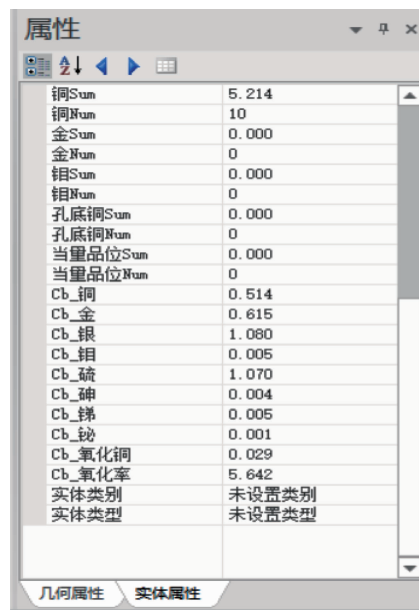 属性
铜Sum 5.214
铜Num 10
金Sum 0.000
金Num 0
钼Sum 0.000
钼Num 0
孔底铜Sum 0.000
孔底铜Num 0
当量品位Sum 0.000
当量品位Num 0
Cb_铜 0.514
Cb_金 0.615
Cb_银 1.080
Cb_钼 0.005
Cb_硫 1.070
Cb_砷 0.004
Cb_锑 0.005
Cb_铋 0.001
Cb_氧化铜 0.029
Cb_氧化率 5.642
实体类别 未设置类别
实体类型 未设置类型
几何属性 实体属性